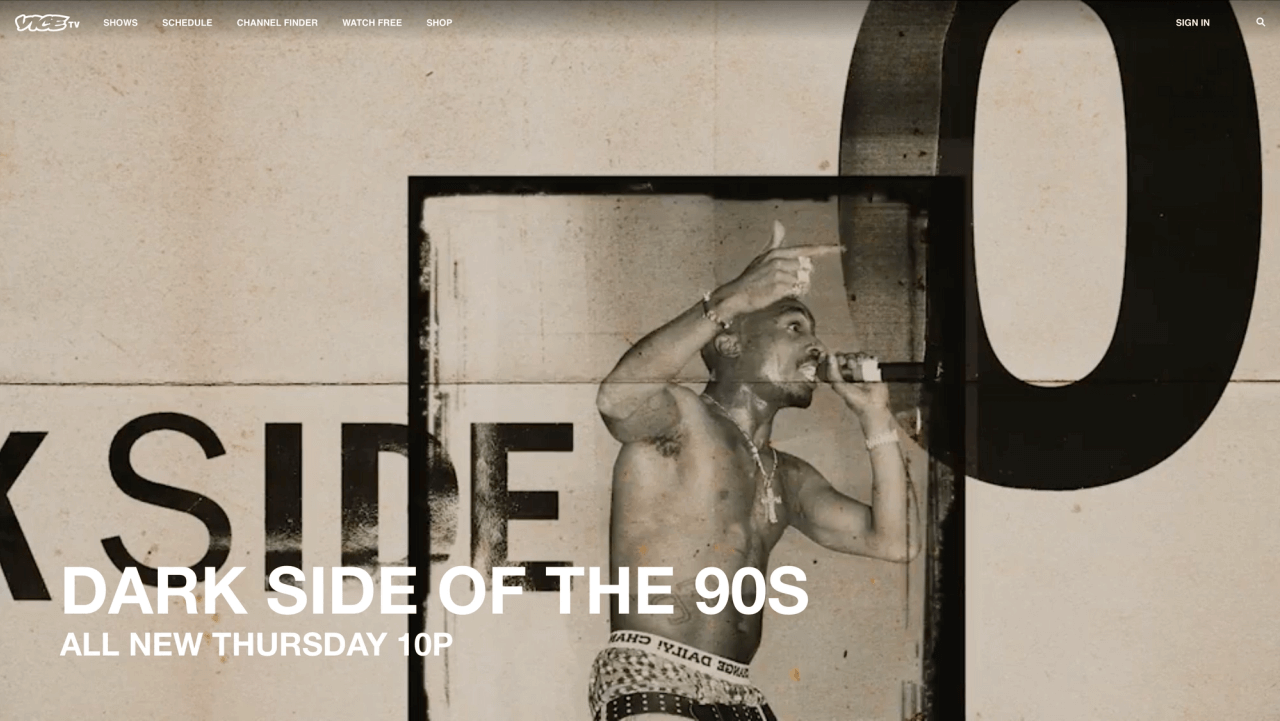 VICE TV
SHOWS
SCHEDULE
CHANNEL FINDER
WATCH FREE
SHOP
SIGN IN
0
K SIDE
DARK SIDE OF THE 90S
ALL NEW THURSDAY 10P